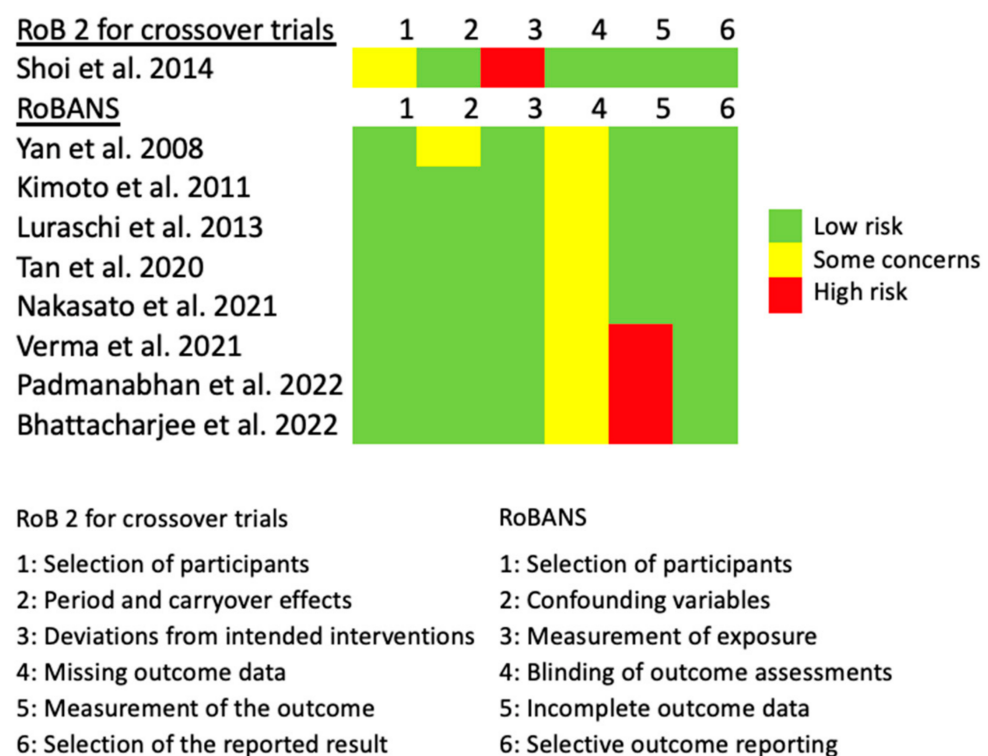 RoB 2 for crossover trials 1 2 3 4 5 6
Shoi et al. 2014
RoBANS 1 2 3 4 5 6
Yan et al. 2008
Kimoto et al. 2011
Luraschi et al. 2013
Tan et al. 2020
Nakasato et al. 2021
Verma et al. 2021
Padmanabhan et al. 2022
Bhattacharjee et al. 2022
Low risk
Some concerns
High risk
RoB 2 for crossover trials
1: Selection of participants
2: Period and carryover effects
3: Deviations from intended interventions
4: Missing outcome data
5: Measurement of the outcome
6: Selection of the reported result
RoBANS
1: Selection of participants
2: Confounding variables
3: Measurement of exposure
4: Blinding of outcome assessments
5: Incomplete outcome data
6: Selective outcome reporting